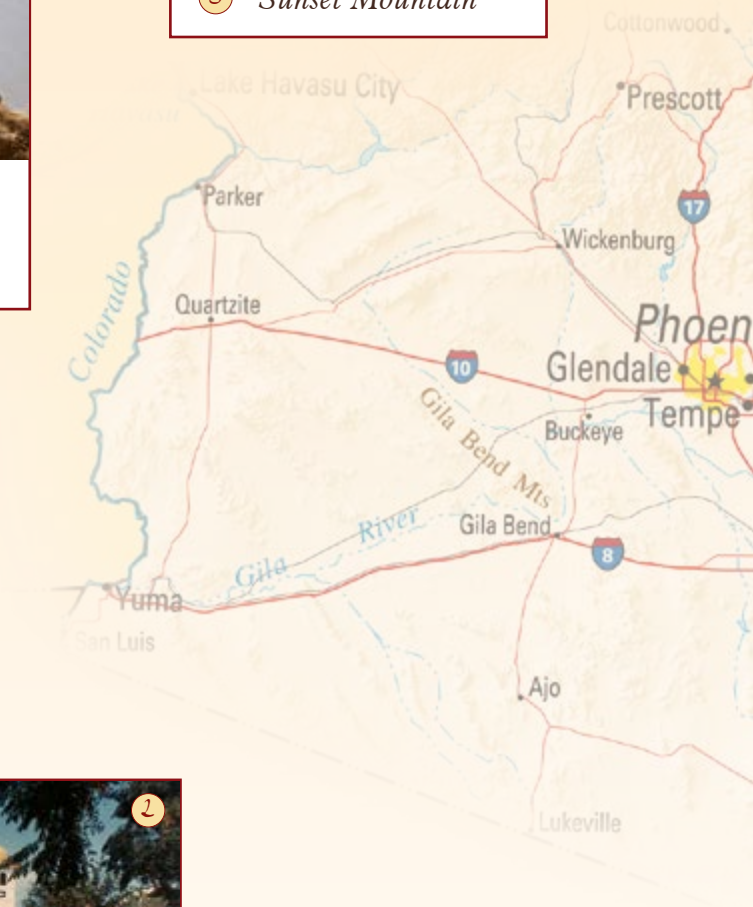 Sunset Mountain
Cottonwood
Lake Havasu City
Prescott
17
Parker
Wickenburg
Colorado
Quartzite
Phoen
10
Glendale
Gila Bend Mts
Tempe
Buckeye
River
Gila Bend
8
Gila
Yuma
San Luis
Ajo
2
Lukeville